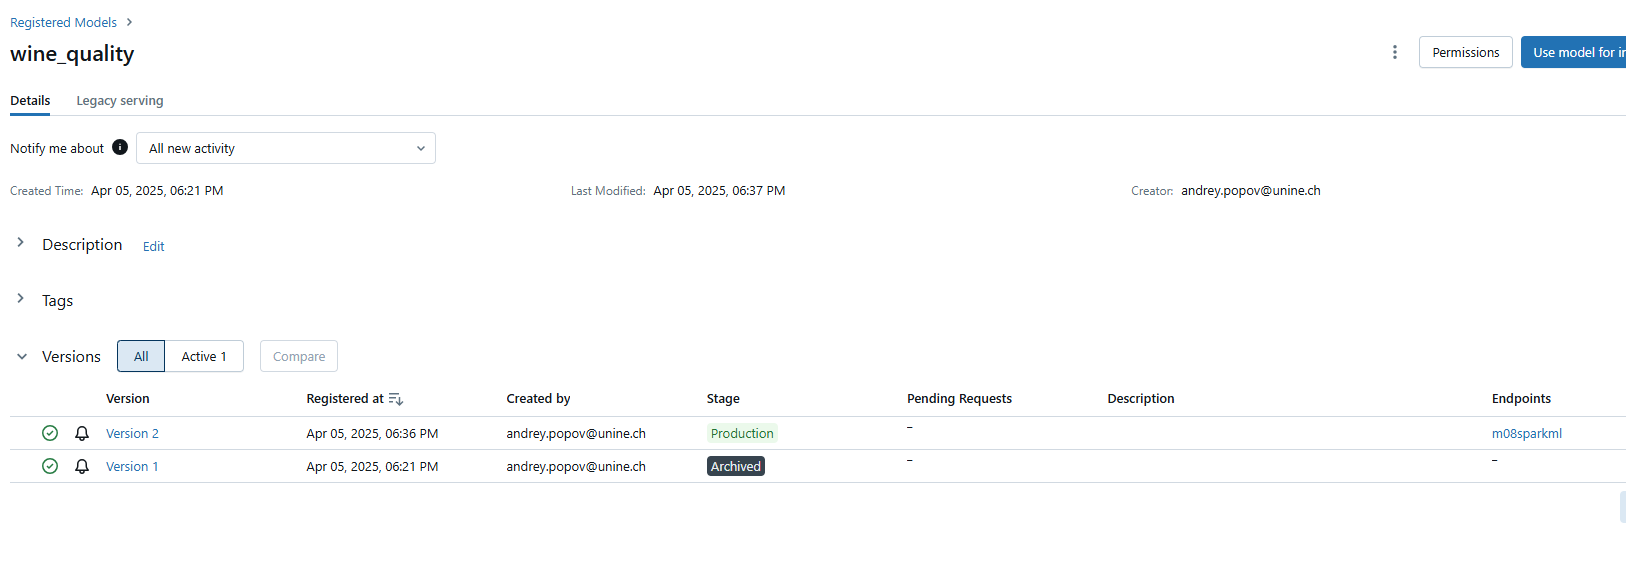 Registered Models
wine_quality
Permissions
Use model for in
Details Legacy serving
Notify me about All new activity
Created Time: Apr 05, 2025, 06:21 PM Last Modified: Apr 05, 2025, 06:37 PM Creator: andrey.popov@unine.ch
Description Edit
Tags
Versions All Active 1 Compare
Version Registered at Created by Stage Pending Requests Description Endpoints
Version 2 Apr 05, 2025, 06:36 PM andrey.popov@unine.ch Production – m08sparkml
Version 1 Apr 05, 2025, 06:21 PM andrey.popov@unine.ch Archived – –